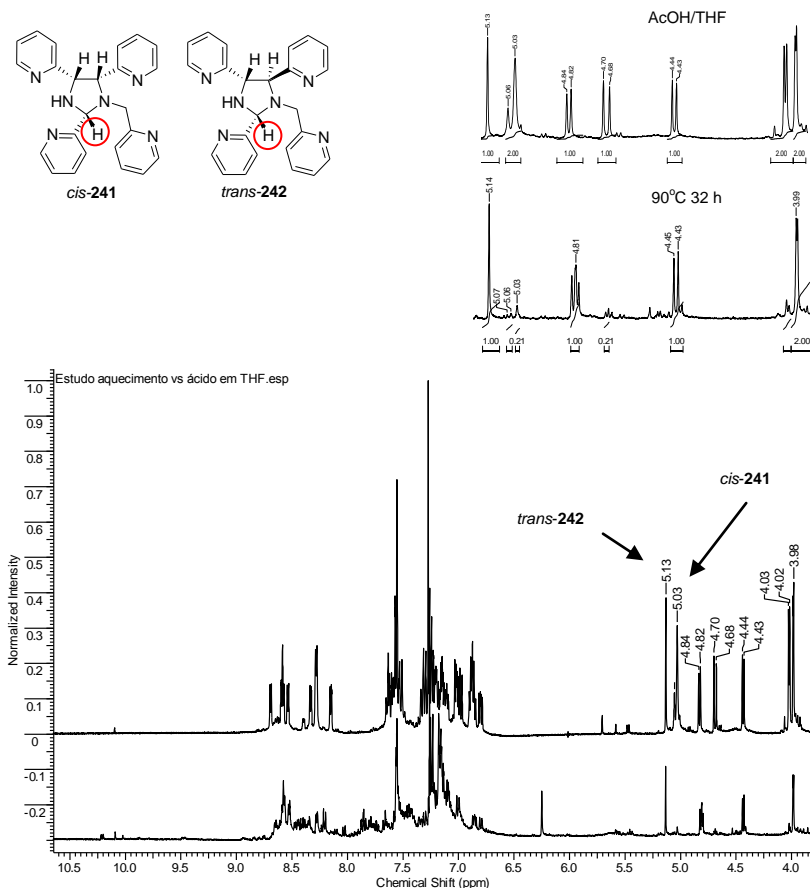 H H
N N
HN N
N H N
cis-241
H H
N N
HN N
N H N
trans-242
AcOH/THF
5.13 5.06 5.03 4.84 4.82 4.70 4.68 4.44 4.43
1.00 2.00 1.00 1.00 1.00 2.00 2.00
90°C 32 h
5.14 5.07 5.06 5.03 4.81 4.45 4.43 3.99
1.00 0.21 1.00 0.21 1.00 2.00
Estudo aquecimento vs ácido em THF.esp
cis-241
trans-242
5.13 5.03 4.84 4.82 4.70 4.68 4.44 4.43 4.03 4.02 3.98
Normalized Intensity
1.0
0.9
0.8
0.7
0.6
0.5
0.4
0.3
0.2
0.1
0
-0.1
-0.2
10.5 10.0 9.5 9.0 8.5 8.0 7.5 7.0 6.5 6.0 5.5 5.0 4.5 4.0
Chemical Shift (ppm)